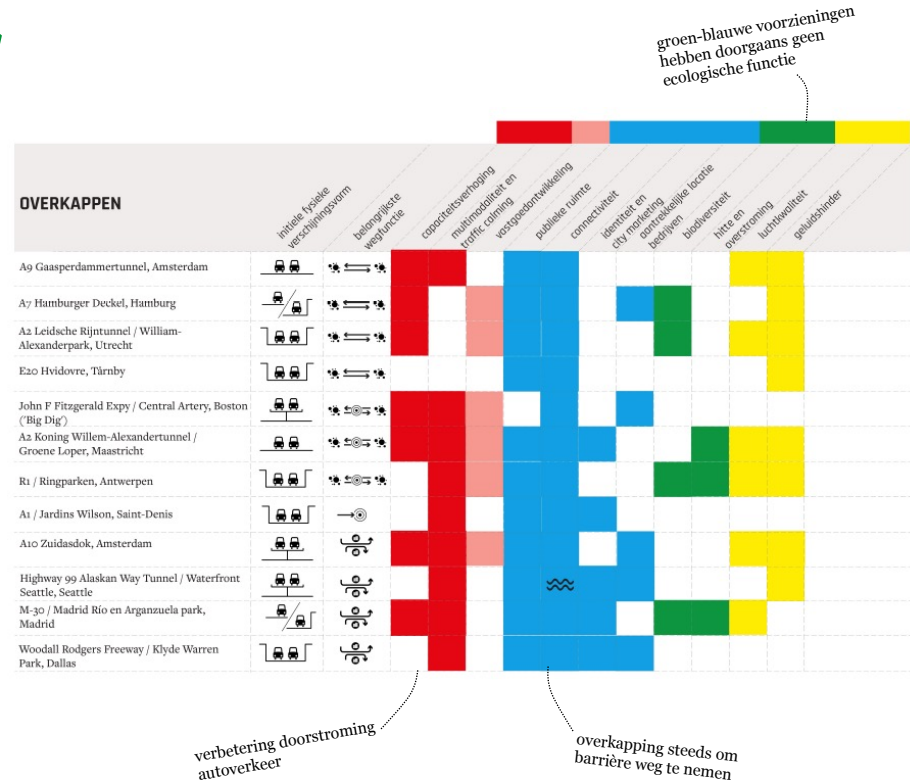 groen-blauwe voorzieningen
hebben doorgaans geen
ecologische functie
OVERKAPPEN
initiele fysieke
verschijningsvorm
belangrijkste
wegfunctie
capaciteitsverhoging
multimodaliteit en
traffic calming
vastgoedontwikkeling
publieke ruimte
connectiviteit
identiteit en
city marketing
aantrekkelijke locatie
bedrijven
biodiversiteit
hitte en
overstroming
luchtkwaliteit
geluidshinder
A9 Gaasperdammertunnel, Amsterdam
A7 Hamburger Deckel, Hamburg
A2 Leidsche Rijntunnel / William-
Alexanderpark, Utrecht
E20 Hvidovre, Tårnby
John F Fitzgerald Expy / Central Artery, Boston
('Big Dig')
A2 Koning Willem-Alexandertunnel /
Groene Loper, Maastricht
R1 / Ringparken, Antwerpen
A1 / Jardins Wilson, Saint-Denis
A10 Zuidasdok, Amsterdam
Highway 99 Alaskan Way Tunnel / Waterfront
Seattle, Seattle
M-30 / Madrid Río en Arganzuela park,
Madrid
Woodall Rodgers Freeway / Klyde Warren
Park, Dallas
verbetering doorstroming
autoverkeer
overkapping steeds om
barrière weg te nemen